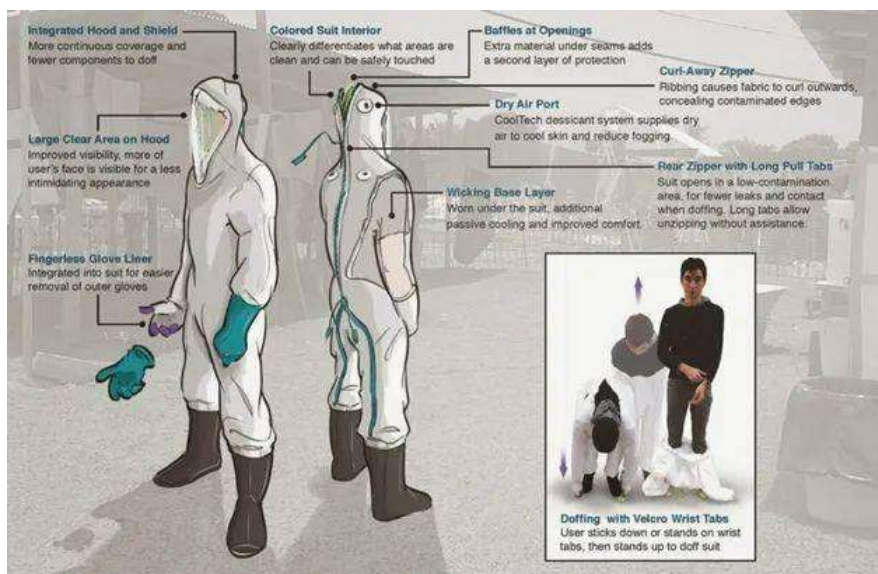 Integrated Hood and Shield
More continuous coverage and
fewer components to doff
Colored Suit Interior
Clearly differentiates what areas are
clean and can be safely touched
Baffles at Openings
Extra material under seams adds
a second layer of protection
Curl-Away Zipper
Ribbing causes fabric to curl outwards,
concealing contaminated edges
Dry Air Port
CoolTech dessicant system supplies dry
air to cool skin and reduce fogging
Large Clear Area on Hood
Improved visibility, more of
user's face is visible for a less
intimidating appearance
Rear Zipper with Long Pull Tabs
Suit opens in a low-contamination
area, for fewer leaks and contact
when doffing. Long tabs allow
unzipping without assistance.
Wicking Base Layer
Worn under the suit, additional
passive cooling and improved comfort
Fingerless Glove Liner
Integrated into suit for easier
removal of outer gloves
Doffing with Velcro Wrist Tabs
User sticks down or stands on wrist
tabs, then stands up to doff suit